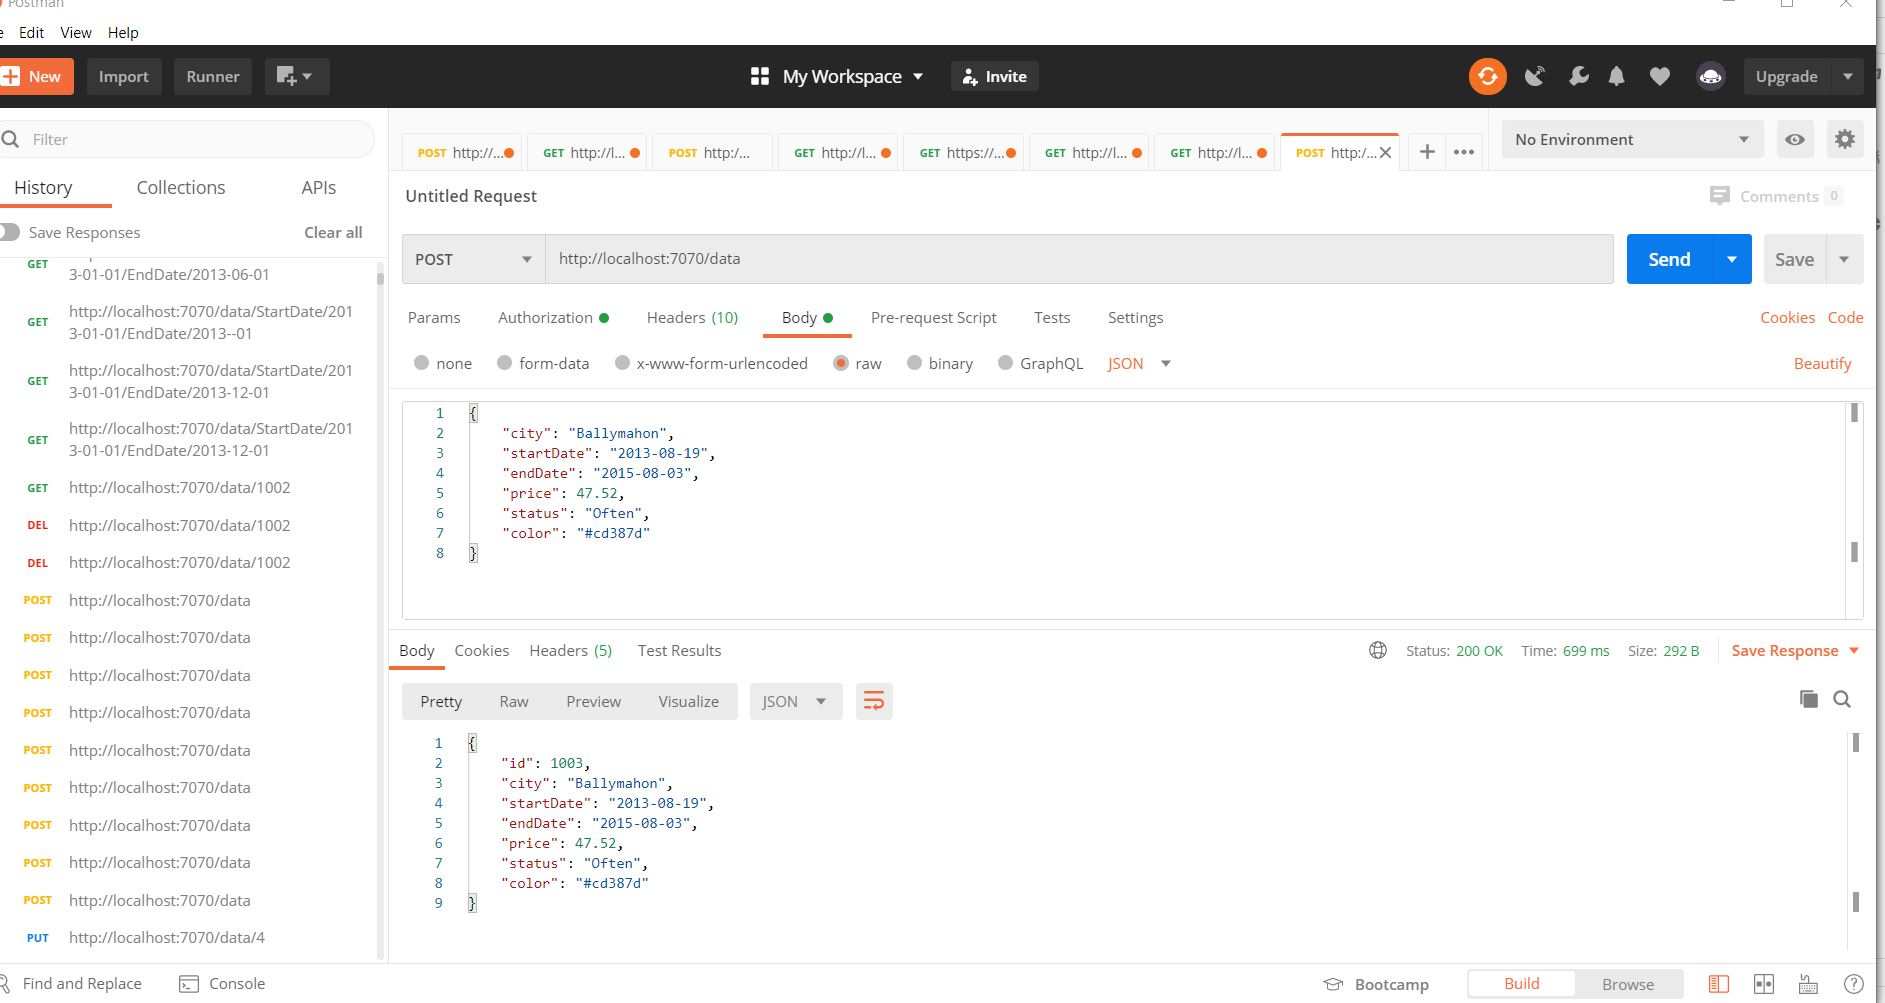 Postman
Edit View Help
New Import Runner My Workspace Invite Upgrade
Filter
History Collections APIs
Save Responses Clear all
GET 3-01-01/EndDate/2013-06-01
GET http://localhost:7070/data/StartDate/201
3-01-01/EndDate/2013--01
GET http://localhost:7070/data/StartDate/201
3-01-01/EndDate/2013-12-01
GET http://localhost:7070/data/StartDate/201
3-01-01/EndDate/2013-12-01
GET http://localhost:7070/data/1002
DEL http://localhost:7070/data/1002
DEL http://localhost:7070/data/1002
POST http://localhost:7070/data
POST http://localhost:7070/data
POST http://localhost:7070/data
POST http://localhost:7070/data
POST http://localhost:7070/data
POST http://localhost:7070/data
POST http://localhost:7070/data
POST http://localhost:7070/data
POST http://localhost:7070/data
PUT http://localhost:7070/data/4
POST http://... GET http://l... POST http:/... GET http://l... GET https://... GET http://l... GET http://l... POST http:/... + ••• No Environment
Untitled Request Comments 0
POST http://localhost:7070/data Send Save
Params Authorization Headers (10) Body Pre-request Script Tests Settings Cookies Code
none form-data x-www-form-urlencoded raw binary GraphQL JSON Beautify
1 {
2 "city": "Ballymahon",
3 "startDate": "2013-08-19",
4 "endDate": "2015-08-03",
5 "price": 47.52,
6 "status": "Often",
7 "color": "#cd387d"
8 }
Body Cookies Headers (5) Test Results Status: 200 OK Time: 699 ms Size: 292 B Save Response
Pretty Raw Preview Visualize JSON
1 {
2 "id": 1003,
3 "city": "Ballymahon",
4 "startDate": "2013-08-19",
5 "endDate": "2015-08-03",
6 "price": 47.52,
7 "status": "Often",
8 "color": "#cd387d"
9 }
Find and Replace Console Bootcamp Build Browse